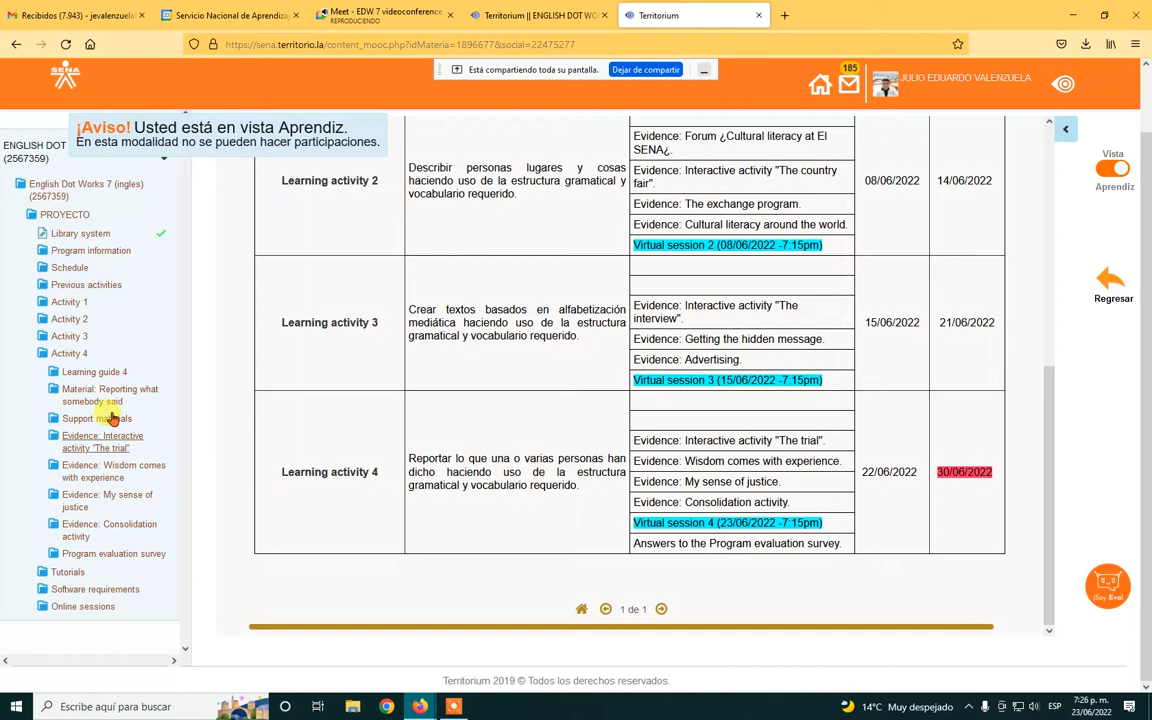 Recibidos (7.943) - jevalenzuela
Servicio Nacional de Aprendizaj
Meet - EDW 7 videoconference
REPRODUCIENDO
Territorium || ENGLISH DOT WO
Territorium
https://sena.territorio.la/content_mooc.php?idMateria=1896677&social=22475277
SENA
Está compartiendo toda su pantalla.
Dejar de compartir
185
JULIO EDUARDO VALENZUELA
¡Aviso! Usted está en vista Aprendiz.
En esta modalidad no se pueden hacer participaciones.
ENGLISH DOT
(2567359)
English Dot Works 7 (ingles)
(2567359)
PROYECTO
Library system
Program information
Schedule
Previous activities
Activity 1
Activity 2
Activity 3
Activity 4
Learning guide 4
Material: Reporting what
somebody said
Support materials
Evidence: Interactive
activity "The trial"
Evidence: Wisdom comes
with experience
Evidence: My sense of
justice
Evidence: Consolidation
activity
Program evaluation survey
Tutorials
Software requirements
Online sessions
Learning activity 2
Describir personas lugares y cosas
haciendo uso de la estructura gramatical y
vocabulario requerido.
Evidence: Forum ¿Cultural literacy at El
SENA¿.
Evidence: Interactive activity "The country
fair".
Evidence: The exchange program.
Evidence: Cultural literacy around the world.
Virtual session 2 (08/06/2022 -7:15pm)
08/06/2022
14/06/2022
Learning activity 3
Crear textos basados en alfabetización
mediática haciendo uso de la estructura
gramatical y vocabulario requerido.
Evidence: Interactive activity "The
interview".
Evidence: Getting the hidden message.
Evidence: Advertising.
Virtual session 3 (15/06/2022 -7:15pm)
15/06/2022
21/06/2022
Learning activity 4
Reportar lo que una o varias personas han
dicho haciendo uso de la estructura
gramatical y vocabulario requerido.
Evidence: Interactive activity "The trial".
Evidence: Wisdom comes with experience.
Evidence: My sense of justice.
Evidence: Consolidation activity.
Virtual session 4 (23/06/2022 -7:15pm)
Answers to the Program evaluation survey.
22/06/2022
30/06/2022
1 de 1
Vista
Aprendiz
Regresar
¡Soy Eva!
Territorium 2019 © Todos los derechos reservados.
Escribe aquí para buscar
14°C Muy despejado
ESP
7:26 p. m.
23/06/2022